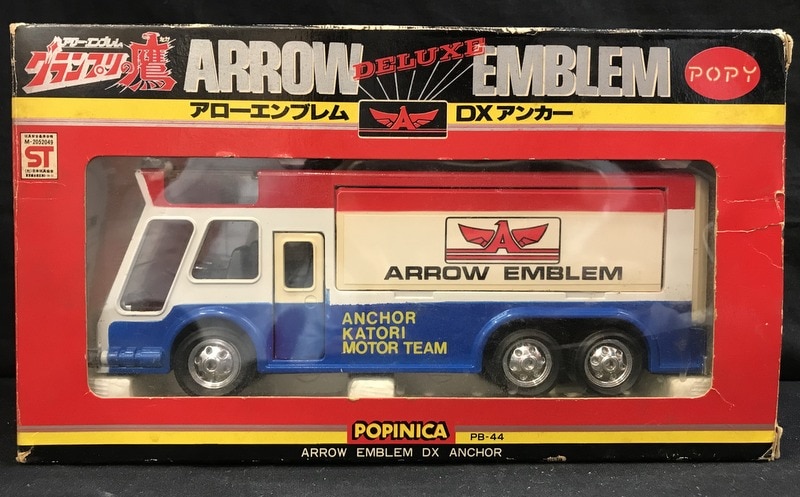 アローエンブレム
グランプリの鷹
ARROW DELUXE EMBLEM
POPY
アローエンブレム
A
DXアンカー
M-2052049
ST
ARROW EMBLEM
ANCHOR
KATORI
MOTOR TEAM
POPINICA
PB-44
ARROW EMBLEM DX ANCHOR